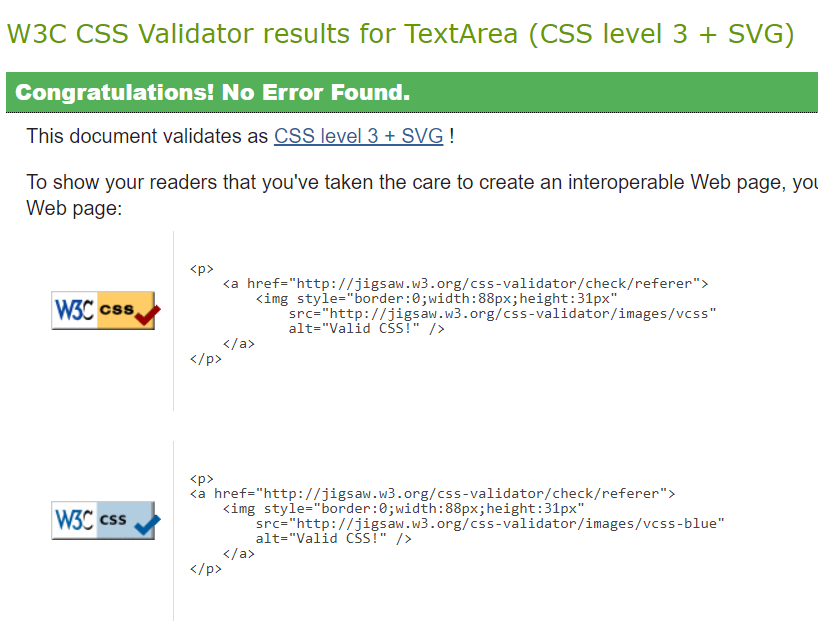 W3C CSS Validator results for TextArea (CSS level 3 + SVG)
Congratulations! No Error Found.
This document validates as CSS level 3 + SVG !
To show your readers that you've taken the care to create an interoperable Web page, you
Web page:
<p>
    <a href="http://jigsaw.w3.org/css-validator/check/referer">
        <img style="border:0;width:88px;height:31px"
            src="http://jigsaw.w3.org/css-validator/images/vcss"
            alt="Valid CSS!" />
    </a>
</p>
W3C css
<p>
<a href="http://jigsaw.w3.org/css-validator/check/referer">
    <img style="border:0;width:88px;height:31px"
        src="http://jigsaw.w3.org/css-validator/images/vcss-blue"
        alt="Valid CSS!" />
    </a>
</p>
W3C css